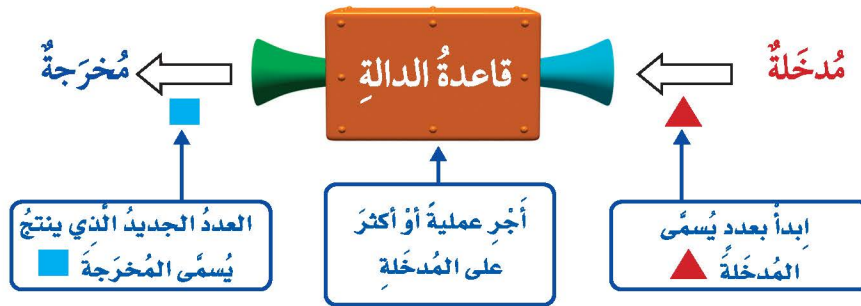 مُدخَلةٌ
قاعدةُ الدالةِ
مُخرَجةٌ
اِبدأْ بعددٍ يُسمَّى
المُدخَلةَ
أَجْرِ عمليةً أوْ أكثرَ
على المُدخَلةِ
العددُ الجديدُ الَّذِي ينتجُ
يُسمَّى المُخرَجةَ